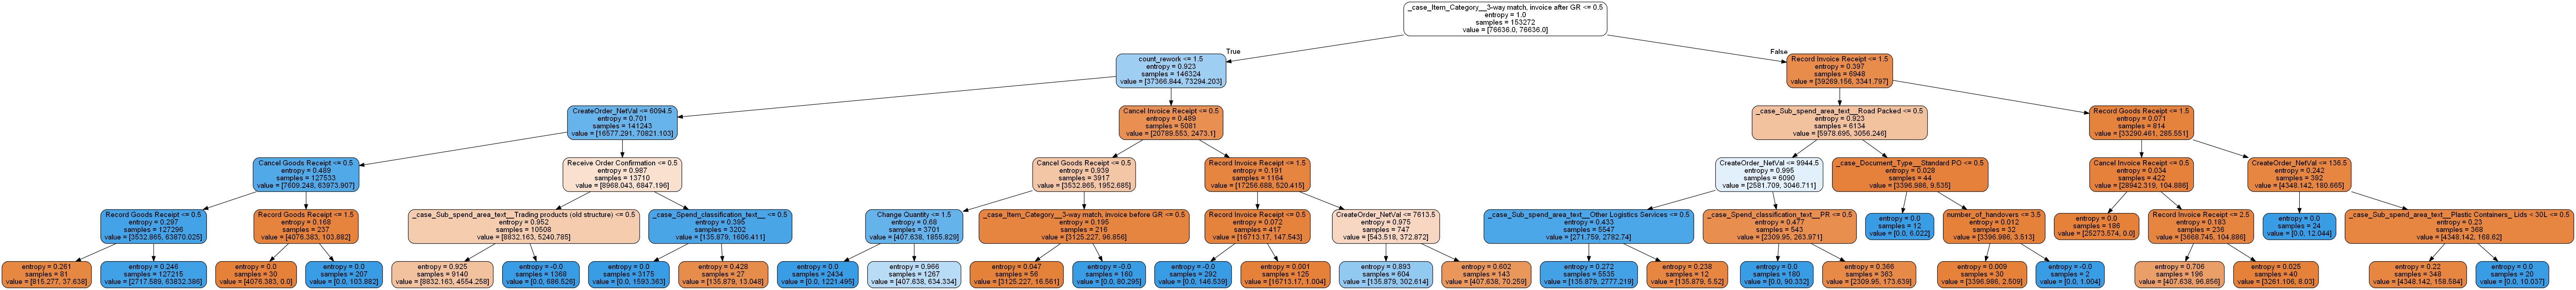 _case_Item_Category__3-way match, invoice after GR <= 0.5
entropy = 1.0
samples = 153272
value = [76636.0, 76636.0]
True
False
count_rework <= 1.5
entropy = 0.923
samples = 146324
value = [37366.844, 73294.203]
Record Invoice Receipt <= 1.5
entropy = 0.397
samples = 6948
value = [39269.156, 3341.797]
CreateOrder_NetVal <= 6094.5
entropy = 0.701
samples = 141243
value = [16577.291, 70821.103]
Cancel Invoice Receipt <= 0.5
entropy = 0.489
samples = 5081
value = [20789.553, 2473.1]
_case_Sub_spend_area_text__Road Packed <= 0.5
entropy = 0.923
samples = 6134
value = [5978.695, 3056.246]
Record Goods Receipt <= 1.5
entropy = 0.071
samples = 814
value = [33290.461, 285.551]
Cancel Goods Receipt <= 0.5
entropy = 0.489
samples = 127533
value = [7609.248, 63973.907]
Receive Order Confirmation <= 0.5
entropy = 0.987
samples = 13710
value = [8968.043, 6847.196]
Cancel Goods Receipt <= 0.5
entropy = 0.939
samples = 3917
value = [3532.865, 1952.685]
Record Invoice Receipt <= 1.5
entropy = 0.191
samples = 1164
value = [17256.688, 520.415]
CreateOrder_NetVal <= 9944.5
entropy = 0.995
samples = 6090
value = [2581.709, 3046.711]
_case_Document_Type__Standard PO <= 0.5
entropy = 0.028
samples = 44
value = [3396.986, 9.535]
Cancel Invoice Receipt <= 0.5
entropy = 0.034
samples = 422
value = [28942.319, 104.886]
CreateOrder_NetVal <= 136.5
entropy = 0.242
samples = 392
value = [4348.142, 180.665]
Record Goods Receipt <= 0.5
entropy = 0.297
samples = 127296
value = [3532.865, 63870.025]
Record Goods Receipt <= 1.5
entropy = 0.168
samples = 237
value = [4076.383, 103.882]
_case_Sub_spend_area_text__Trading products (old structure) <= 0.5
entropy = 0.952
samples = 10508
value = [8832.163, 5240.785]
_case_Spend_classification_text__ <= 0.5
entropy = 0.395
samples = 3202
value = [135.879, 1606.411]
Change Quantity <= 1.5
entropy = 0.68
samples = 3701
value = [407.638, 1855.829]
_case_Item_Category__3-way match, invoice before GR <= 0.5
entropy = 0.195
samples = 216
value = [3125.227, 96.856]
Record Invoice Receipt <= 0.5
entropy = 0.072
samples = 417
value = [16713.17, 147.543]
CreateOrder_NetVal <= 7613.5
entropy = 0.975
samples = 747
value = [543.518, 372.872]
_case_Sub_spend_area_text__Other Logistics Services <= 0.5
entropy = 0.433
samples = 5547
value = [271.759, 2782.74]
_case_Spend_classification_text__PR <= 0.5
entropy = 0.477
samples = 543
value = [2309.95, 263.971]
entropy = 0.0
samples = 12
value = [0.0, 6.022]
number_of_handovers <= 3.5
entropy = 0.012
samples = 32
value = [3396.986, 3.513]
entropy = 0.0
samples = 186
value = [25273.574, 0.0]
Record Invoice Receipt <= 2.5
entropy = 0.183
samples = 236
value = [3668.745, 104.886]
entropy = 0.0
samples = 24
value = [0.0, 12.044]
_case_Sub_spend_area_text__Plastic Containers_ Lids < 30L <= 0.5
entropy = 0.23
samples = 368
value = [4348.142, 168.62]
entropy = 0.261
samples = 81
value = [815.277, 37.638]
entropy = 0.246
samples = 127215
value = [2717.589, 63832.386]
entropy = 0.0
samples = 30
value = [4076.383, 0.0]
entropy = 0.0
samples = 207
value = [0.0, 103.882]
entropy = 0.925
samples = 9140
value = [8832.163, 4554.258]
entropy = -0.0
samples = 1368
value = [0.0, 686.526]
entropy = 0.0
samples = 3175
value = [0.0, 1593.363]
entropy = 0.428
samples = 27
value = [135.879, 13.048]
entropy = 0.0
samples = 2434
value = [0.0, 1221.495]
entropy = 0.966
samples = 1267
value = [407.638, 634.334]
entropy = 0.047
samples = 56
value = [3125.227, 16.561]
entropy = -0.0
samples = 160
value = [0.0, 80.295]
entropy = -0.0
samples = 292
value = [0.0, 146.539]
entropy = 0.001
samples = 125
value = [16713.17, 1.004]
entropy = 0.893
samples = 604
value = [135.879, 302.614]
entropy = 0.602
samples = 143
value = [407.638, 70.259]
entropy = 0.272
samples = 5535
value = [135.879, 2777.219]
entropy = 0.238
samples = 12
value = [135.879, 5.52]
entropy = 0.0
samples = 180
value = [0.0, 90.332]
entropy = 0.366
samples = 363
value = [2309.95, 173.639]
entropy = 0.009
samples = 30
value = [3396.986, 2.509]
entropy = -0.0
samples = 2
value = [0.0, 1.004]
entropy = 0.706
samples = 196
value = [407.638, 96.856]
entropy = 0.025
samples = 40
value = [3261.106, 8.03]
entropy = 0.22
samples = 348
value = [4348.142, 158.584]
entropy = 0.0
samples = 20
value = [0.0, 10.037]